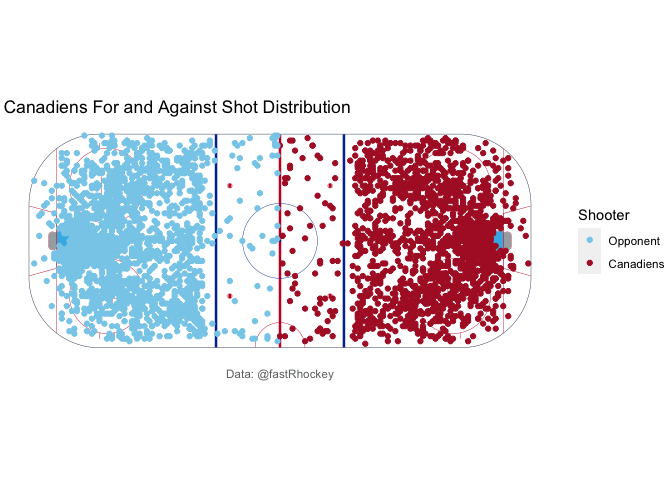 Canadiens For and Against Shot Distribution
Shooter
Opponent
Canadiens
Data: @fastRhockey